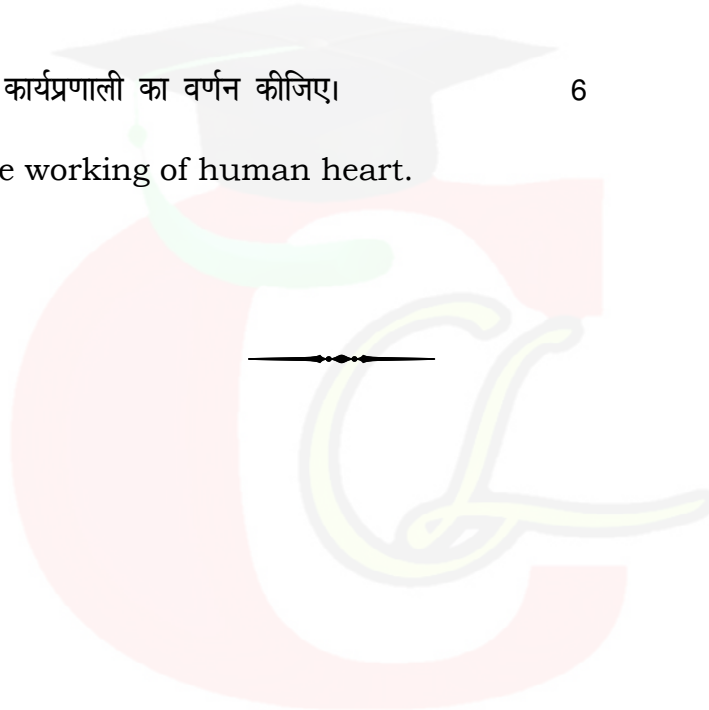 कार्यप्रणाली का वर्णन कीजिए। 6
working of human heart.